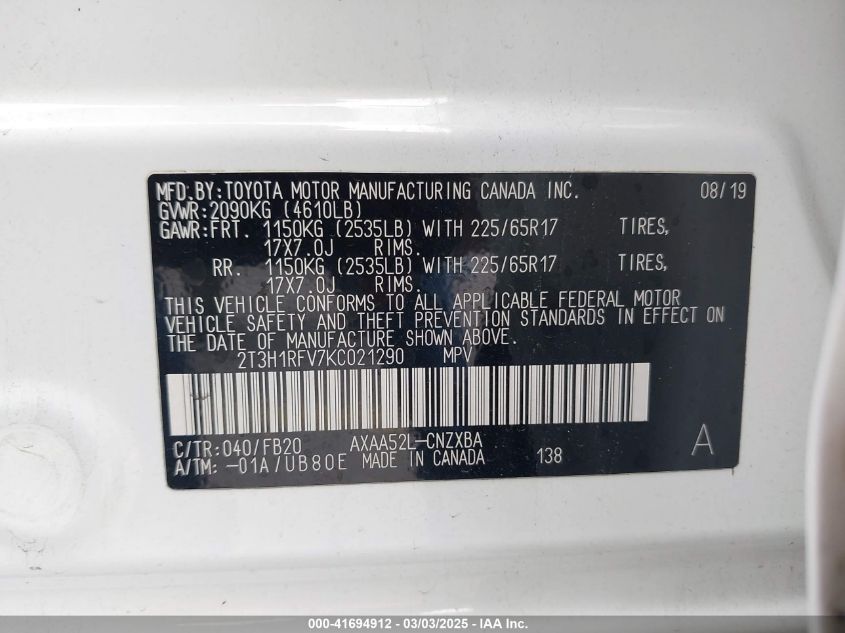 MFD.BY:TOYOTA MOTOR MANUFACTURING CANADA INC. 08/19
GVWR:2090KG (4610LB)
GAWR:FRT. 1150KG (2535LB) WITH 225/65R17 TIRES,
17X7.0J RIMS.
RR. 1150KG (2535LB) WITH 225/65R17 TIRES,
17X7.0J RIMS.
THIS VEHICLE CONFORMS TO ALL APPLICABLE FEDERAL MOTOR
VEHICLE SAFETY AND THEFT PREVENTION STANDARDS IN EFFECT ON
THE DATE OF MANUFACTURE SHOWN ABOVE.
2T3H1RFV7KC021290 MPV
C/TR:040/FB20 AXAA52L-CNZXBA A
A/TM:-01A/UB80E MADE IN CANADA 138
000-41694912 - 03/03/2025 - IAA Inc.